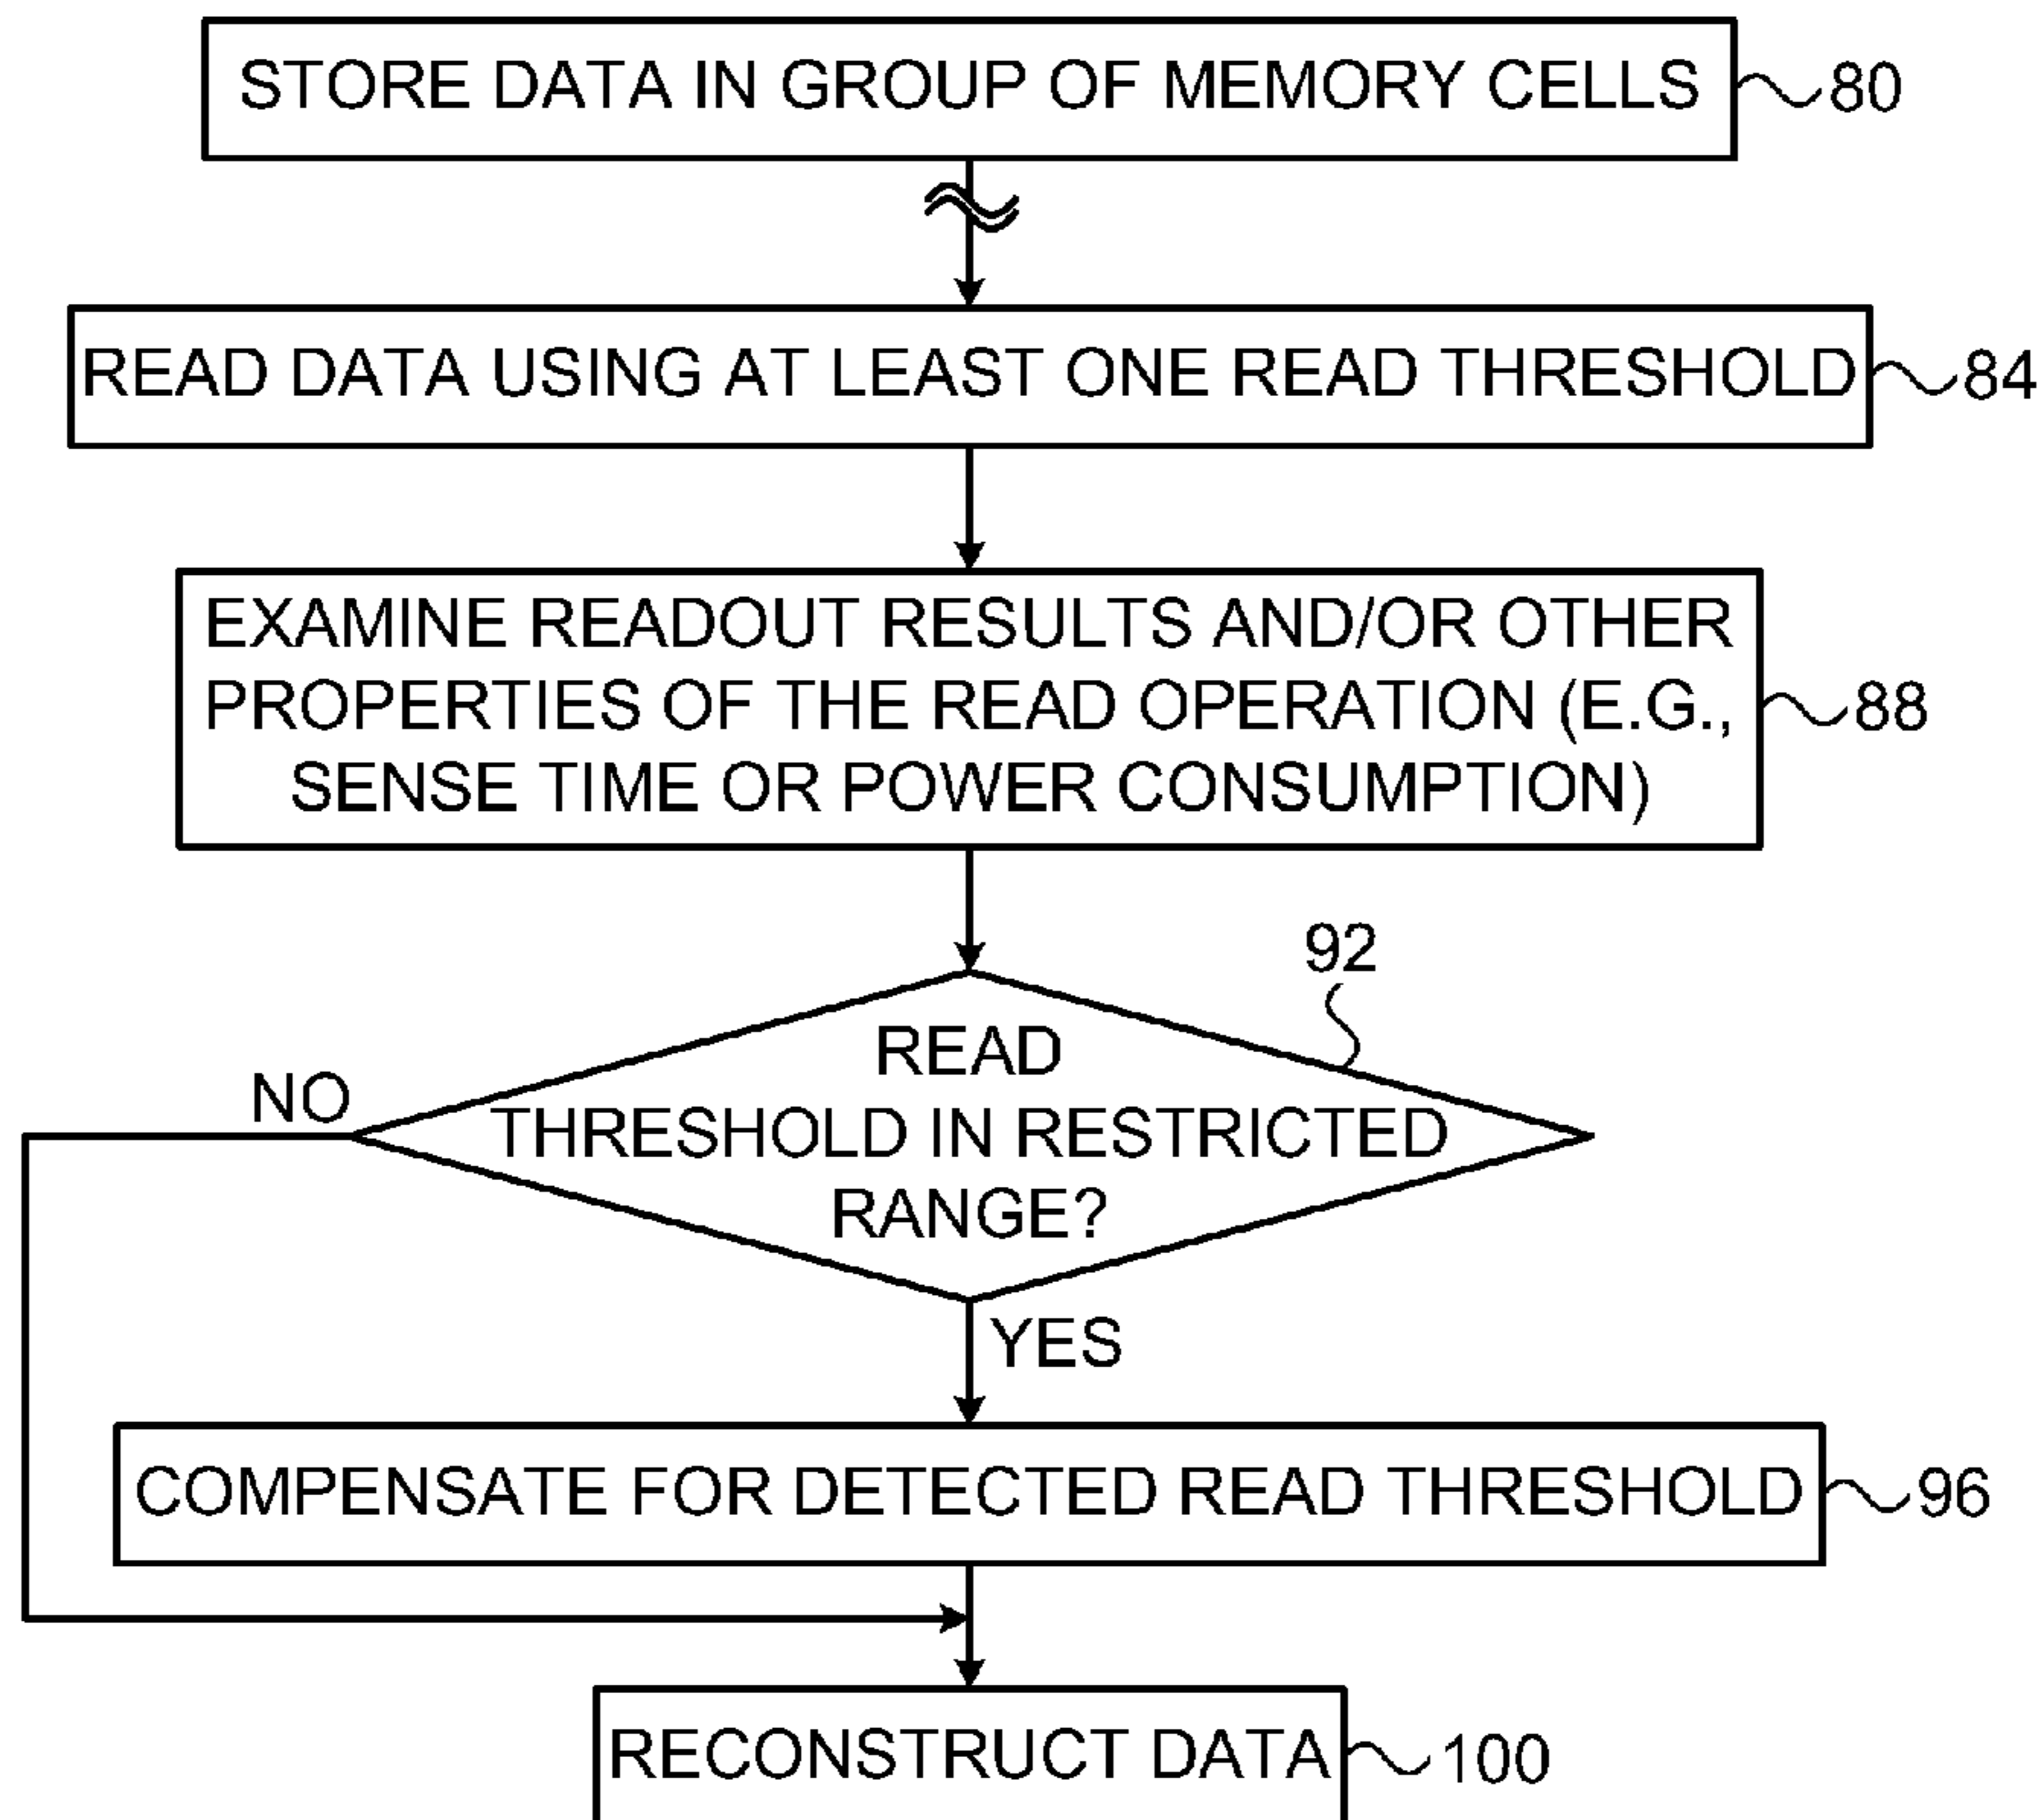 STORE DATA IN GROUP OF MEMORY CELLS 80
READ DATA USING AT LEAST ONE READ THRESHOLD 84
EXAMINE READOUT RESULTS AND/OR OTHER
PROPERTIES OF THE READ OPERATION (E.G., 88
SENSE TIME OR POWER CONSUMPTION)
92
READ
NO
THRESHOLD IN RESTRICTED
RANGE?
YES
COMPENSATE FOR DETECTED READ THRESHOLD 96
RECONSTRUCT DATA 100